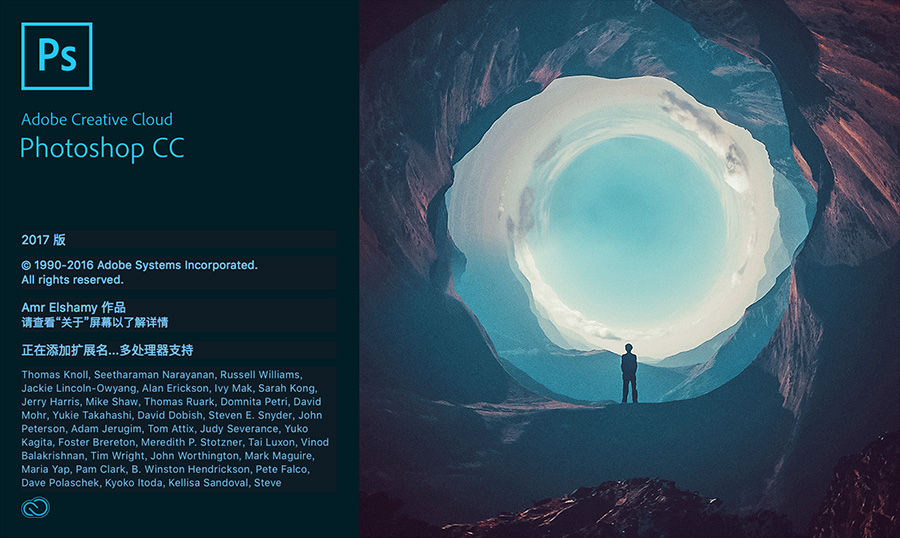 Ps
Adobe Creative Cloud
Photoshop CC
2017 版
© 1990-2016 Adobe Systems Incorporated.
All rights reserved.
Amr Elshamy 作品
请查看“关于”屏幕以了解详情
正在添加扩展名...多处理器支持
Thomas Knoll, Seetharaman Narayanan, Russell Williams,
Jackie Lincoln-Owyang, Alan Erickson, Ivy Mak, Sarah Kong,
Jerry Harris, Mike Shaw, Thomas Ruark, Domnita Petri, David
Mohr, Yukie Takahashi, David Dobish, Steven E. Snyder, John
Peterson, Adam Jerugim, Tom Attix, Judy Severance, Yuko
Kagita, Foster Brereton, Meredith P. Stotzner, Tai Luxon, Vinod
Balakrishnan, Tim Wright, John Worthington, Mark Maguire,
Maria Yap, Pam Clark, B. Winston Hendrickson, Pete Falco,
Dave Polaschek, Kyoko Itoda, Kellisa Sandoval, Steve